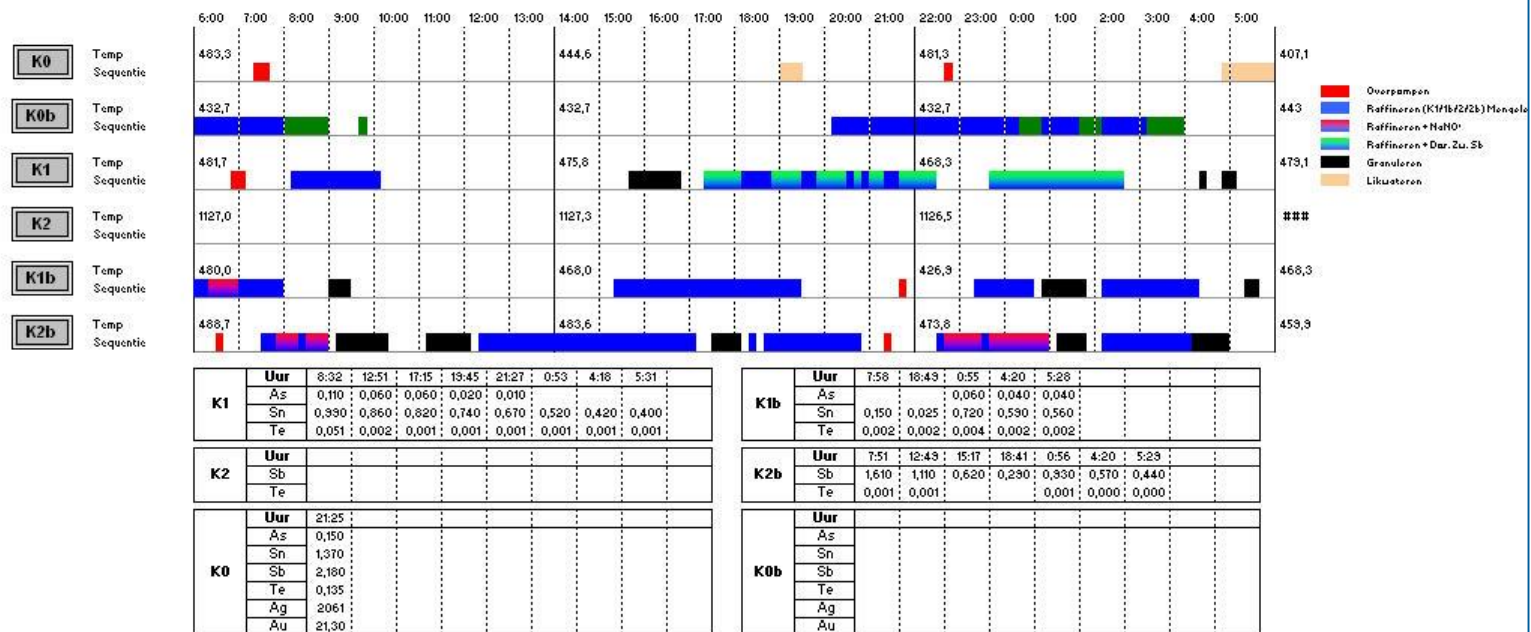 6:00 7:00 8:00 9:00 10:00 11:00 12:00 13:00 14:00 15:00 16:00 17:00 18:00 19:00 20:00 21:00 22:00 23:00 0:00 1:00 2:00 3:00 4:00 5:00
K0 Temp 483,3 444,6 481,3 407,1
Sequentie
K0b Temp 432,7 432,7 432,7 443
Sequentie
K1 Temp 481,7 475,8 468,3 479,1
Sequentie
K2 Temp 1127,0 1127,3 1126,5 ###
Sequentie
K1b Temp 480,0 468,0 426,9 468,3
Sequentie
K2b Temp 488,7 483,6 473,8 459,9
Sequentie
Overpompen
Raffineren (K1/1b/2/2b) Mengele
Raffineren + NaNO³
Raffineren + Sb
Granuleren
Likwateren
K1
Uur 8:32 12:51 17:15 19:45 21:27 0:53 4:18 5:31
As 0,110 0,060 0,060 0,020 0,010
Sn 0,990 0,860 0,820 0,740 0,670 0,520 0,420 0,400
Te 0,051 0,002 0,001 0,001 0,001 0,001 0,001 0,001
K1b
Uur 7:58 18:49 0:55 4:20 5:28
As 0,060 0,040 0,040
Sn 0,150 0,025 0,720 0,590 0,560
Te 0,002 0,002 0,004 0,002 0,002
K2
Uur
Sb
Te
K2b
Uur 7:51 12:49 15:17 18:41 0:56 4:20 5:29
Sb 1,610 1,110 0,620 0,290 0,930 0,570 0,440
Te 0,001 0,001 0,001 0,000 0,000
K0
Uur 21:25
As 0,150
Sn 1,370
Sb 2,180
Te 0,135
Ag 2061
Au 21,30
K0b
Uur
As
Sn
Sb
Te
Ag
Au